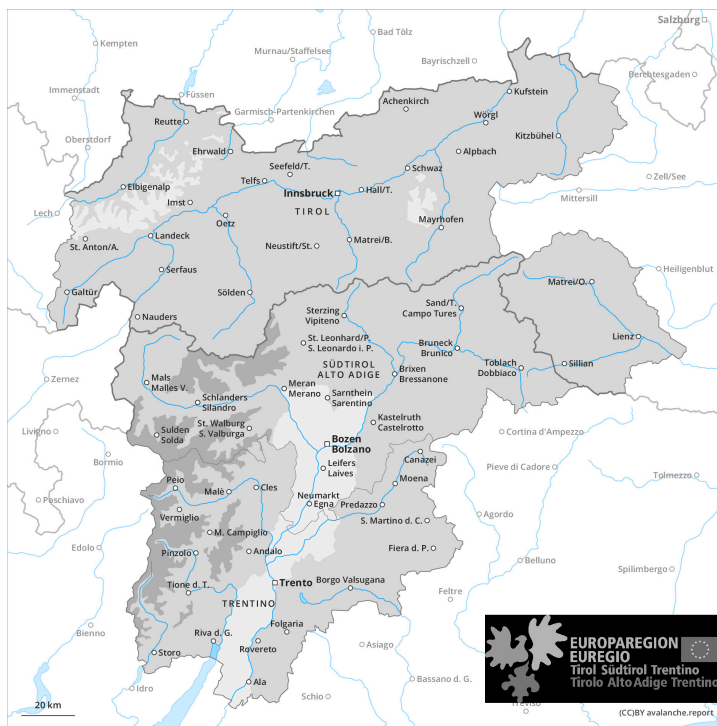 Salzburg
Kempten
Bad Tölz
Murnau/Staffelsee
Bayrischzell
Berchtesgaden
Immenstadt
Füssen
Kufstein
Achenkirch
Garmisch-Partenkirchen
Wörgl
Reutte
Oberstdorf
Kitzbühel
Ehrwald
Alpbach
Seefeld/T.
Schwaz
Zell/See
Telfs
Elbigenalp
Innsbruck
Hall/T.
Mittersill
Imst
Lech
TIROL
Oetz
Mayrhofen
Landeck
St. Anton/A.
Neustift/St.
Matrei/B.
Serfaus
Heiligenblut
Matrei/O.
Galtür
Sölden
Nauders
Sand/T.
Campo Tures
Sterzing
Vipiteno
Lienz
St. Leonhard/P.
S. Leonardo i. P.
Bruneck
Brunico
SÜDTIROL
ALTO ADIGE
Toblach
Dobbiaco
Sillian
Brixen
Bressanone
Zernez
Mals
Malles V.
Meran
Merano
Schlanders
Silandro
Sarnthein
Sarentino
St. Walburg
S. Valburga
Kastelruth
Castelrotto
Livigno
Sulden
Solda
Bozen
Bolzano
Cortina d'Ampezzo
Bormio
Canazei
Pieve di Cadore
Leifers
Laives
Tolmezzo
Poschiavo
Peio
Malè
Cles
Moena
Neumarkt
Egna
Predazzo
Vermiglio
Agordo
S. Martino d. C.
M. Campiglio
Edolo
Pinzolo
Andalo
Fiera d. P.
Belluno
Spilimbergo
Trento
Tione d. T.
Borgo Valsugana
Feltre
TRENTINO
Bienno
Folgaria
Riva d. G.
Rovereto
Asiago
Storo
Bassano d. G.
Ala
Idro
Schio
Treviso
20 km
EUROPAREGION
EUREGIO
Tirol Südtirol Trentino
Tirolo Alto Adige Trentino
(CC)BY avalanche.report